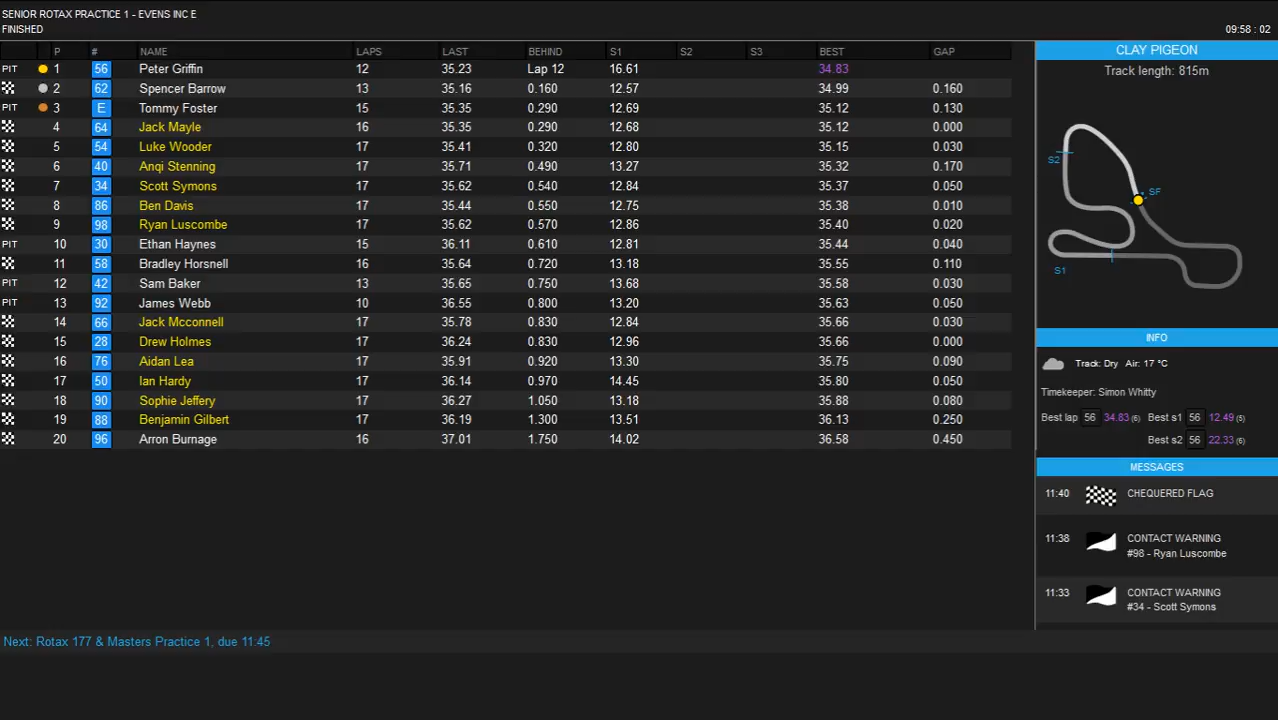 SENIOR ROTAX PRACTICE 1 - EVENS INC E
FINISHED
09:58 : 02
P # NAME LAPS LAST BEHIND S1 S2 S3 BEST GAP
PIT 1 56 Peter Griffin 12 35.23 Lap 12 16.61 34.83
2 62 Spencer Barrow 13 35.16 0.160 12.57 34.99 0.160
PIT 3 E Tommy Foster 15 35.35 0.290 12.69 35.12 0.130
4 64 Jack Mayle 16 35.35 0.290 12.68 35.12 0.000
5 54 Luke Wooder 17 35.41 0.320 12.80 35.15 0.030
6 40 Anqi Stenning 17 35.71 0.490 13.27 35.32 0.170
7 34 Scott Symons 17 35.62 0.540 12.84 35.37 0.050
8 86 Ben Davis 17 35.44 0.550 12.75 35.38 0.010
9 98 Ryan Luscombe 17 35.62 0.570 12.86 35.40 0.020
PIT 10 30 Ethan Haynes 15 36.11 0.610 12.81 35.44 0.040
11 58 Bradley Horsnell 16 35.64 0.720 13.18 35.55 0.110
PIT 12 42 Sam Baker 13 35.65 0.750 13.68 35.58 0.030
PIT 13 92 James Webb 10 36.55 0.800 13.20 35.63 0.050
14 66 Jack Mcconnell 17 35.78 0.830 12.84 35.66 0.030
15 28 Drew Holmes 17 36.24 0.830 12.96 35.66 0.000
16 76 Aidan Lea 17 35.91 0.920 13.30 35.75 0.090
17 50 Ian Hardy 17 36.14 0.970 14.45 35.80 0.050
18 90 Sophie Jeffery 17 36.27 1.050 13.18 35.88 0.080
19 88 Benjamin Gilbert 17 36.19 1.300 13.51 36.13 0.250
20 96 Arron Burnage 16 37.01 1.750 14.02 36.58 0.450
CLAY PIGEON
Track length: 815m
S2
SF
S1
INFO
Track: Dry Air: 17 °C
Timekeeper: Simon Whitty
Best lap 56 34.83 (6) Best s1 56 12.49 (5)
Best s2 56 22.33 (6)
MESSAGES
11:40 CHEQUERED FLAG
11:38 CONTACT WARNING
#98 - Ryan Luscombe
11:33 CONTACT WARNING
#34 - Scott Symons
Next: Rotax 177 & Masters Practice 1, due 11:45